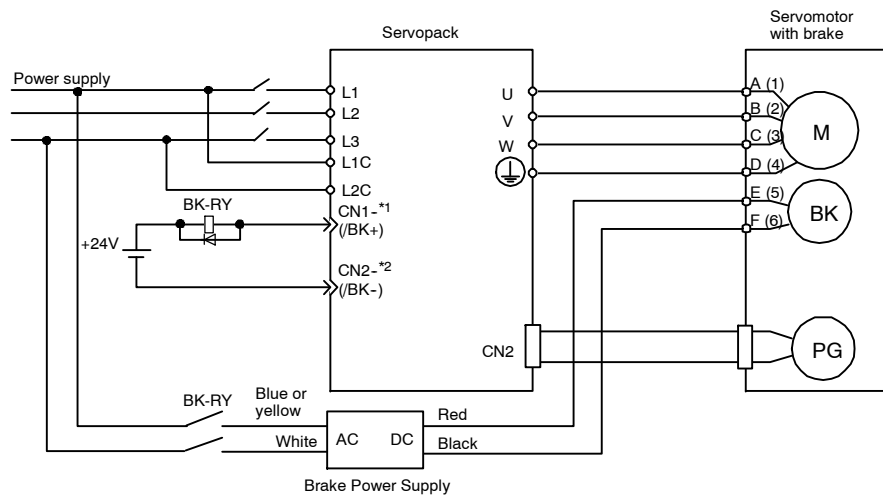 Servopack
Servomotor
with brake
Power supply
L1
L2
L3
L1C
L2C
U
V
W
A (1)
B (2)
C (3)
D (4)
E (5)
F (6)
M
BK
BK-RY
CN1-*1
(/BK+)
+24V
CN2-*2
(/BK-)
CN2
PG
BK-RY
Blue or
yellow
White
AC
DC
Red
Black
Brake Power Supply